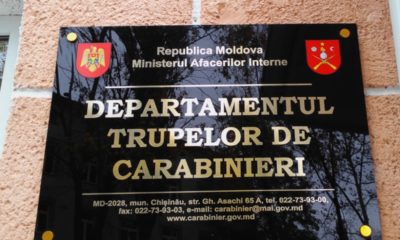 Republica Moldova
Ministerul Afacerilor Interne
DEPARTAMENTUL
TRUPELOR DE
CARABINIERI
MD-2028, mun. Chișinău, str. Gh. Asachi 65 A, tel. 022-73-93-00,
fax: 022-73-93-03, e-mail: carabinier@mai.gov.md
www.carabinier.gov.md